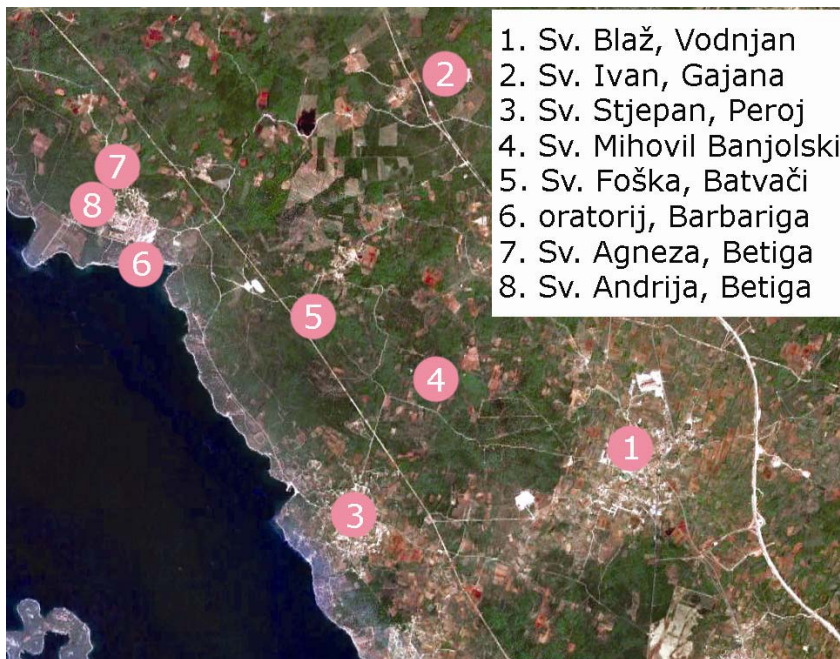 1. Sv. Blaž, Vodnjan
2. Sv. Ivan, Gajana
3. Sv. Stjepan, Peroj
4. Sv. Mihovil Banjolski
5. Sv. Foška, Batvači
6. oratorij, Barbariga
7. Sv. Agneza, Betiga
8. Sv. Andrija, Betiga
2
7
8
6
5
4
1
3